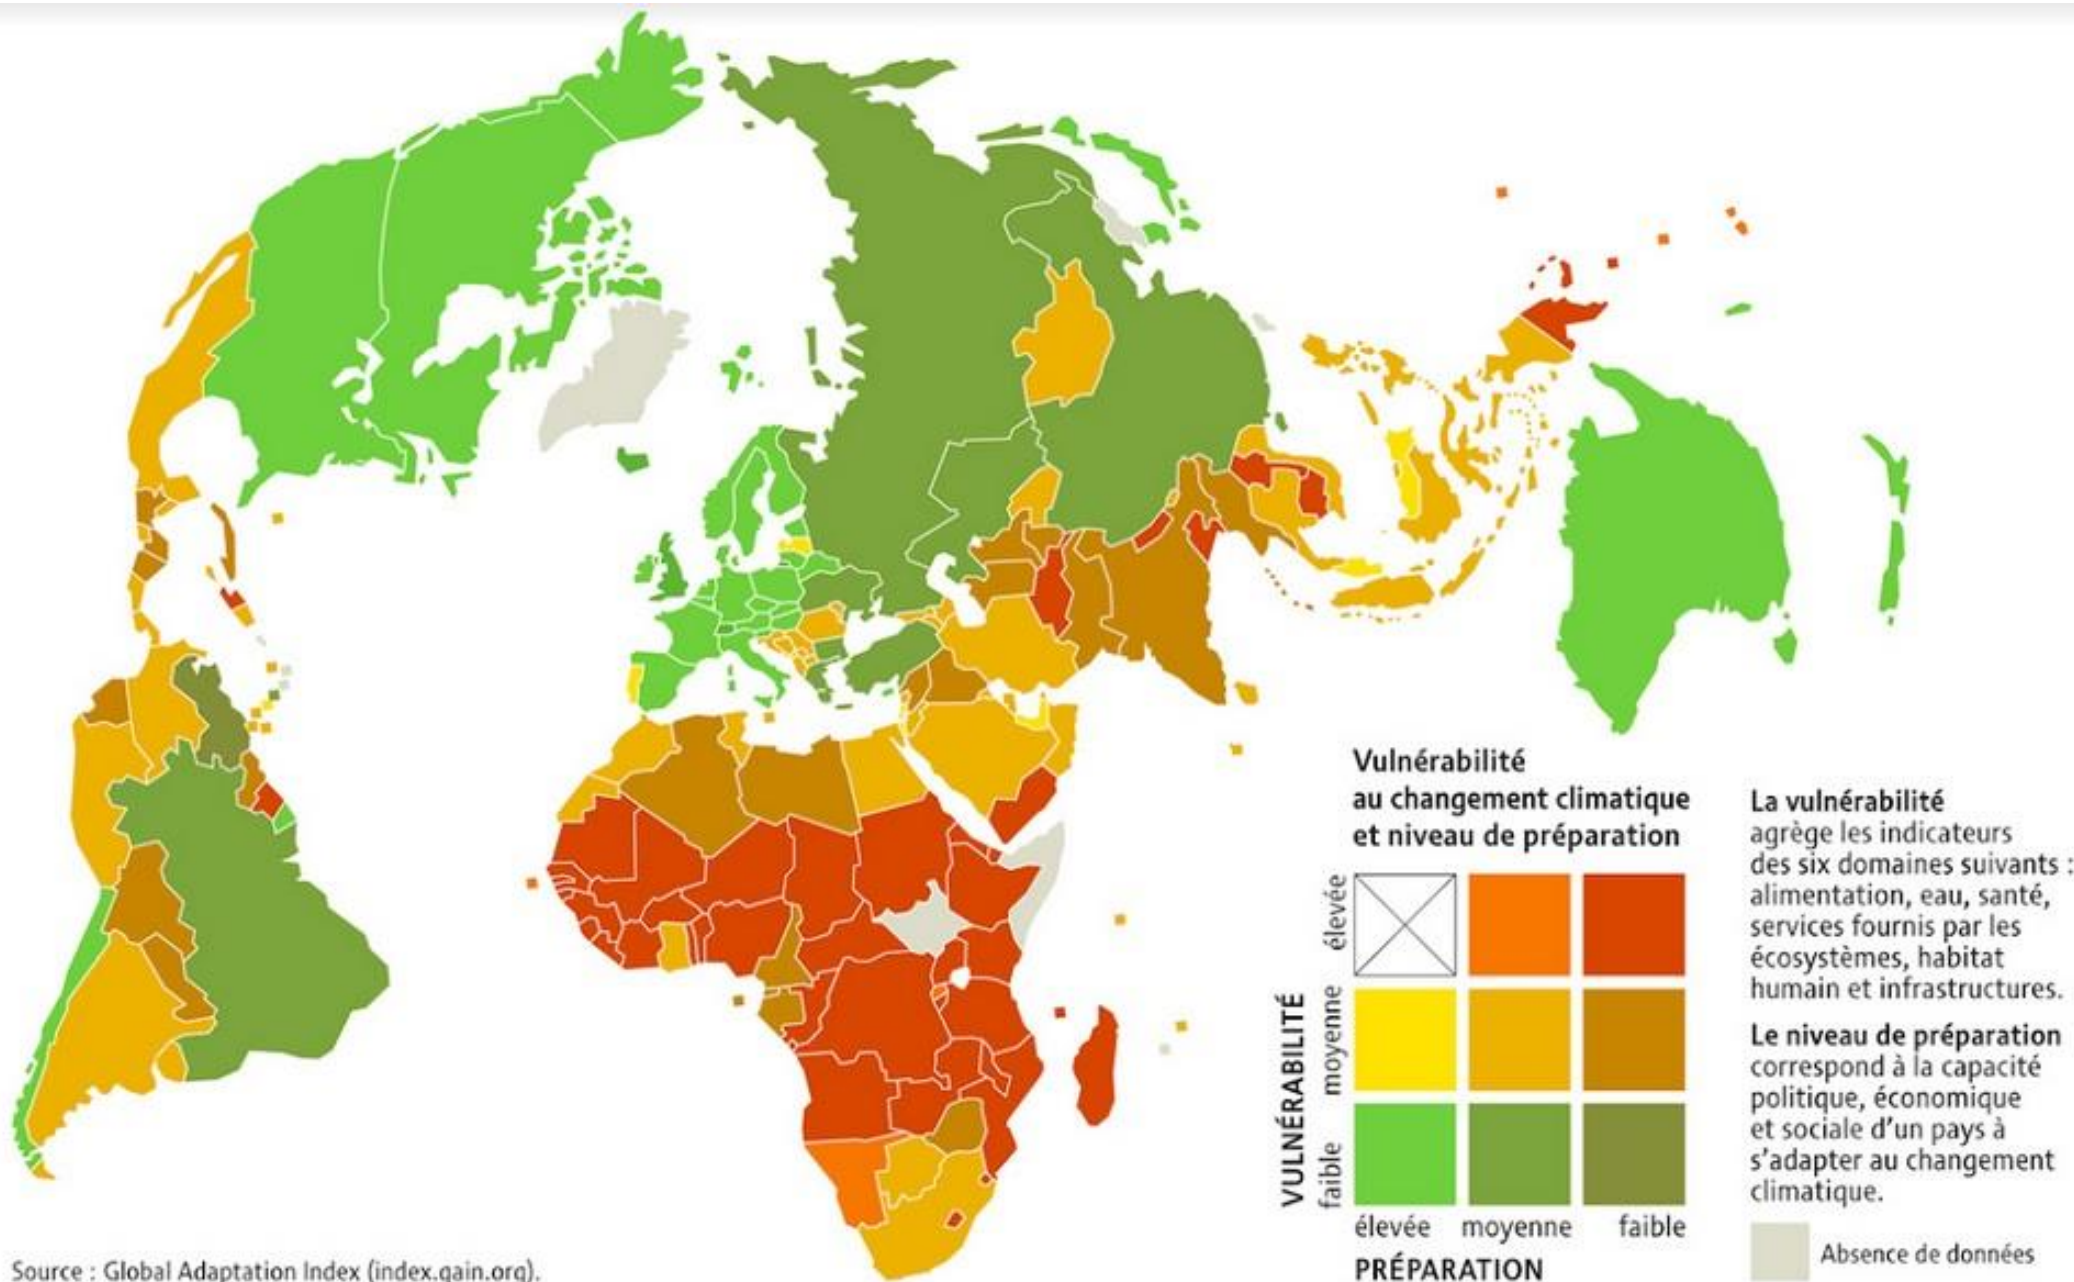 Vulnérabilité
au changement climatique
et niveau de préparation
élevée
moyenne
faible
VULNÉRABILITÉ
élevée moyenne faible
PRÉPARATION
La vulnérabilité
agrège les indicateurs
des six domaines suivants :
alimentation, eau, santé,
services fournis par les
écosystèmes, habitat
humain et infrastructures.
Le niveau de préparation
correspond à la capacité
politique, économique
et sociale d'un pays à
s'adapter au changement
climatique.
Absence de données
Source : Global Adaptation Index (index.gain.org).